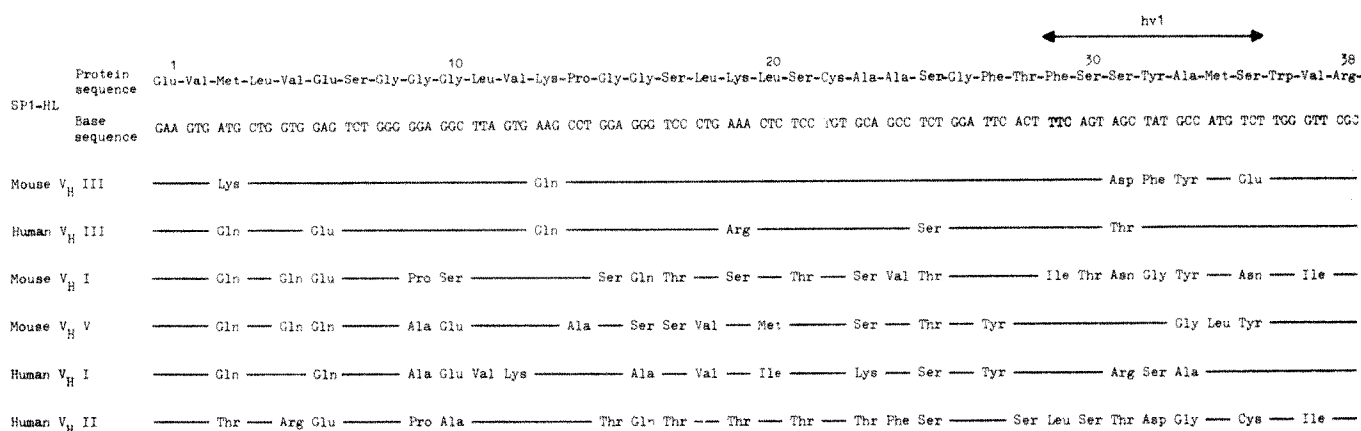 hv1
1 10 20 30 38
Protein sequence Glu-Val-Met-Leu-Val-Glu-Ser-Gly-Gly-Gly-Leu-Val-Lys-Pro-Gly-Gly-Ser-Leu-Lys-Leu-Ser-Cys-Ala-Ala-Ser-Gly-Phe-Thr-Phe-Ser-Ser-Tyr-Ala-Met-Ser-Trp-Val-Arg-
SP1-HL
Base sequence GAA GTG ATG CTG GTG GAG TCT GGG GGA GGC TTA GTG AAG CCT GGA GGG TCC CTG AAA CTC TCC TGT GCA GCC TCT GGA TTC ACT TTC AGT AGC TAT GCC ATG TCT TGG GTT CGC
Mouse VH III Lys Gln Asp Phe Tyr Glu
Human VH III Gln Glu Gln Arg Ser Thr
Mouse VH I Gln Gln Glu Pro Ser Ser Gln Thr Ser Thr Ser Val Thr Ile Thr Asn Gly Tyr Asn Ile
Mouse VH V Gln Gln Gln Ala Glu Ala Ser Ser Val Met Ser Thr Tyr Gly Leu Tyr
Human VH I Gln Gln Ala Glu Val Lys Ala Val Ile Lys Ser Tyr Arg Ser Ala
Human VH II Thr Arg Glu Pro Ala Thr Gln Thr Thr Thr Thr Phe Ser Ser Leu Ser Thr Asp Gly Cys Ile